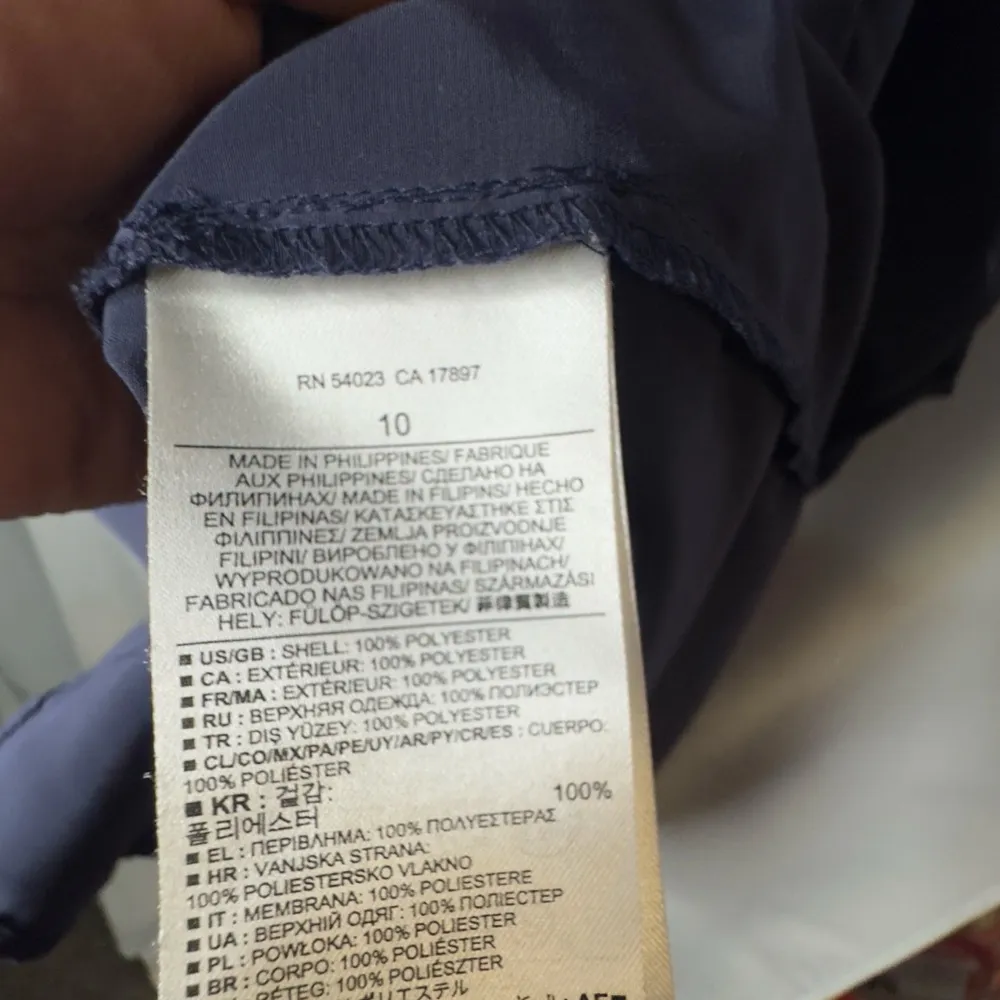 RN 54023 CA 17897
10
MADE IN PHILIPPINES/ FABRIQUE
AUX PHILIPPINES/ СДЕЛАНО НА
ФИЛИПИНАХ/ MADE IN FILIPINS/ HECHO
EN FILIPINAS/ ΚΑΤΑΣΚΕΥΑΣΤΗΚΕ ΣΤΙΣ
ΦΙΛΙΠΠΙΝΕΣ/ ZEMLJA PROIZVODNJE
FILIPINI/ ВИРОБЛЕНО У ФІЛІПІНАХ/
WYPRODUKOWANO NA FILIPINACH/
FABRICADO NAS FILIPINAS/ SZÁRMAZÁSI
HELY: FÜLÖP-SZIGETEK/ 菲律賓製造
■ US/GB : SHELL: 100% POLYESTER
■ CA : EXTÉRIEUR: 100% POLYESTER
■ FR/MA : EXTÉRIEUR: 100% POLYESTER
■ RU : ВЕРХНЯЯ ОДЕЖДА: 100% ПОЛИЭСТЕР
■ TR : DIŞ YÜZEY: 100% POLYESTER
■ CL/CO/MX/PA/PE/UY/AR/PY/CR/ES : CUERPO:
100% POLIÉSTER
■ KR : 겉감: 100%
폴리에스터
■ EL : ΠΕΡΙΒΛΗΜΑ: 100% ΠΟΛΥΕΣΤΕΡΑΣ
■ HR : VANJSKA STRANA:
100% POLIESTERSKO VLAKNO
■ IT : MEMBRANA: 100% POLIESTERE
■ UA : ВЕРХНІЙ ОДЯГ: 100% ПОЛІЕСТЕР
■ PL : POWŁOKA: 100% POLIESTER
■ BR : CORPO: 100% POLIÉSTER
RÉTEG: 100% POLIÉSZTER